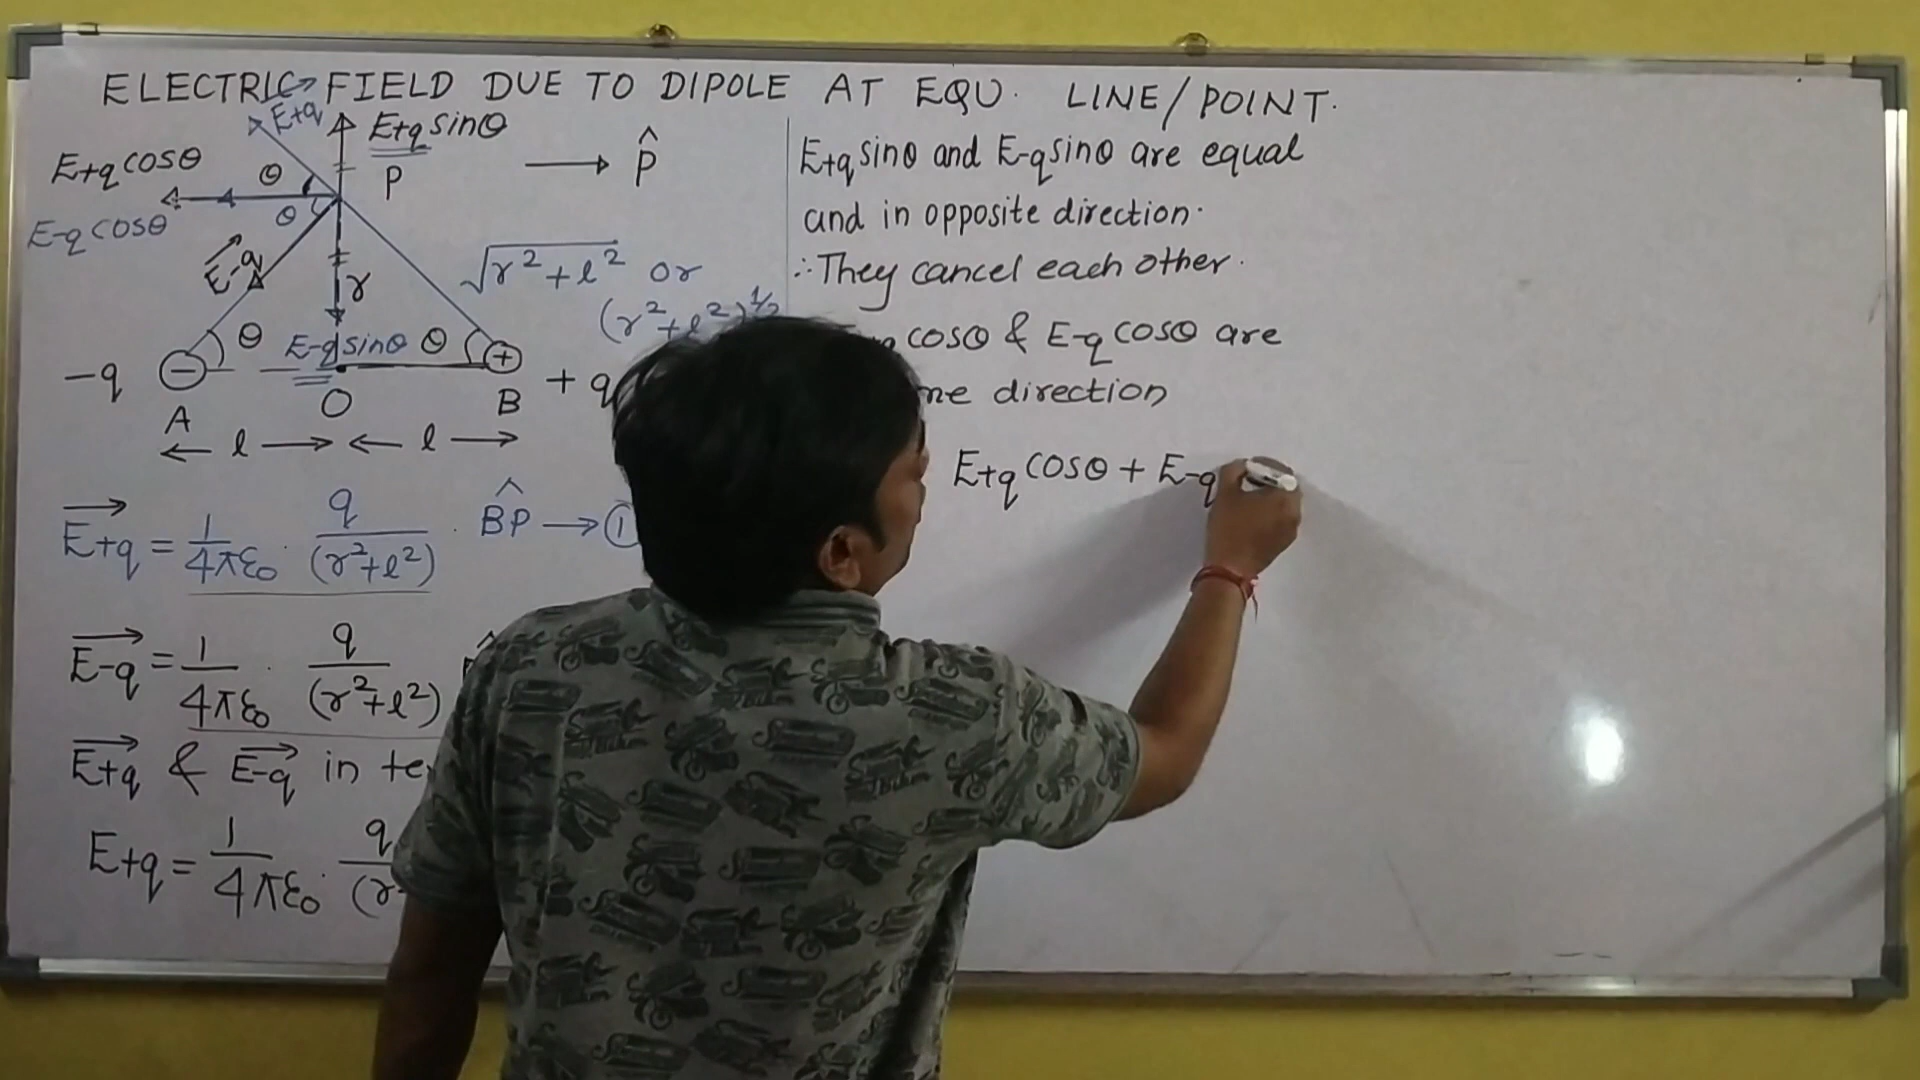 ELECTRIC FIELD DUE TO DIPOLE AT EQU. LINE/POINT.
E+q
E+q sinθ
E+q cosθ
θ
P
→ p̂
E-q cosθ
θ
E-q
r
√r²+l² or
(r²+l²)^1/2
θ
E-q sinθ
θ
-q
−
+
+q
A
O
B
← l → ← l →
E+q = 1/4πε₀ · q/(r²+l²) · B̂P → ①
E-q = 1/4πε₀ · q/(r²+l²)
E+q & E-q in
E+q = 1/4πε₀ · q
E+q sinθ and E-q sinθ are equal
and in opposite direction.
∴ They cancel each other.
cosθ & E-q cosθ are
direction
E+q cosθ + E-q